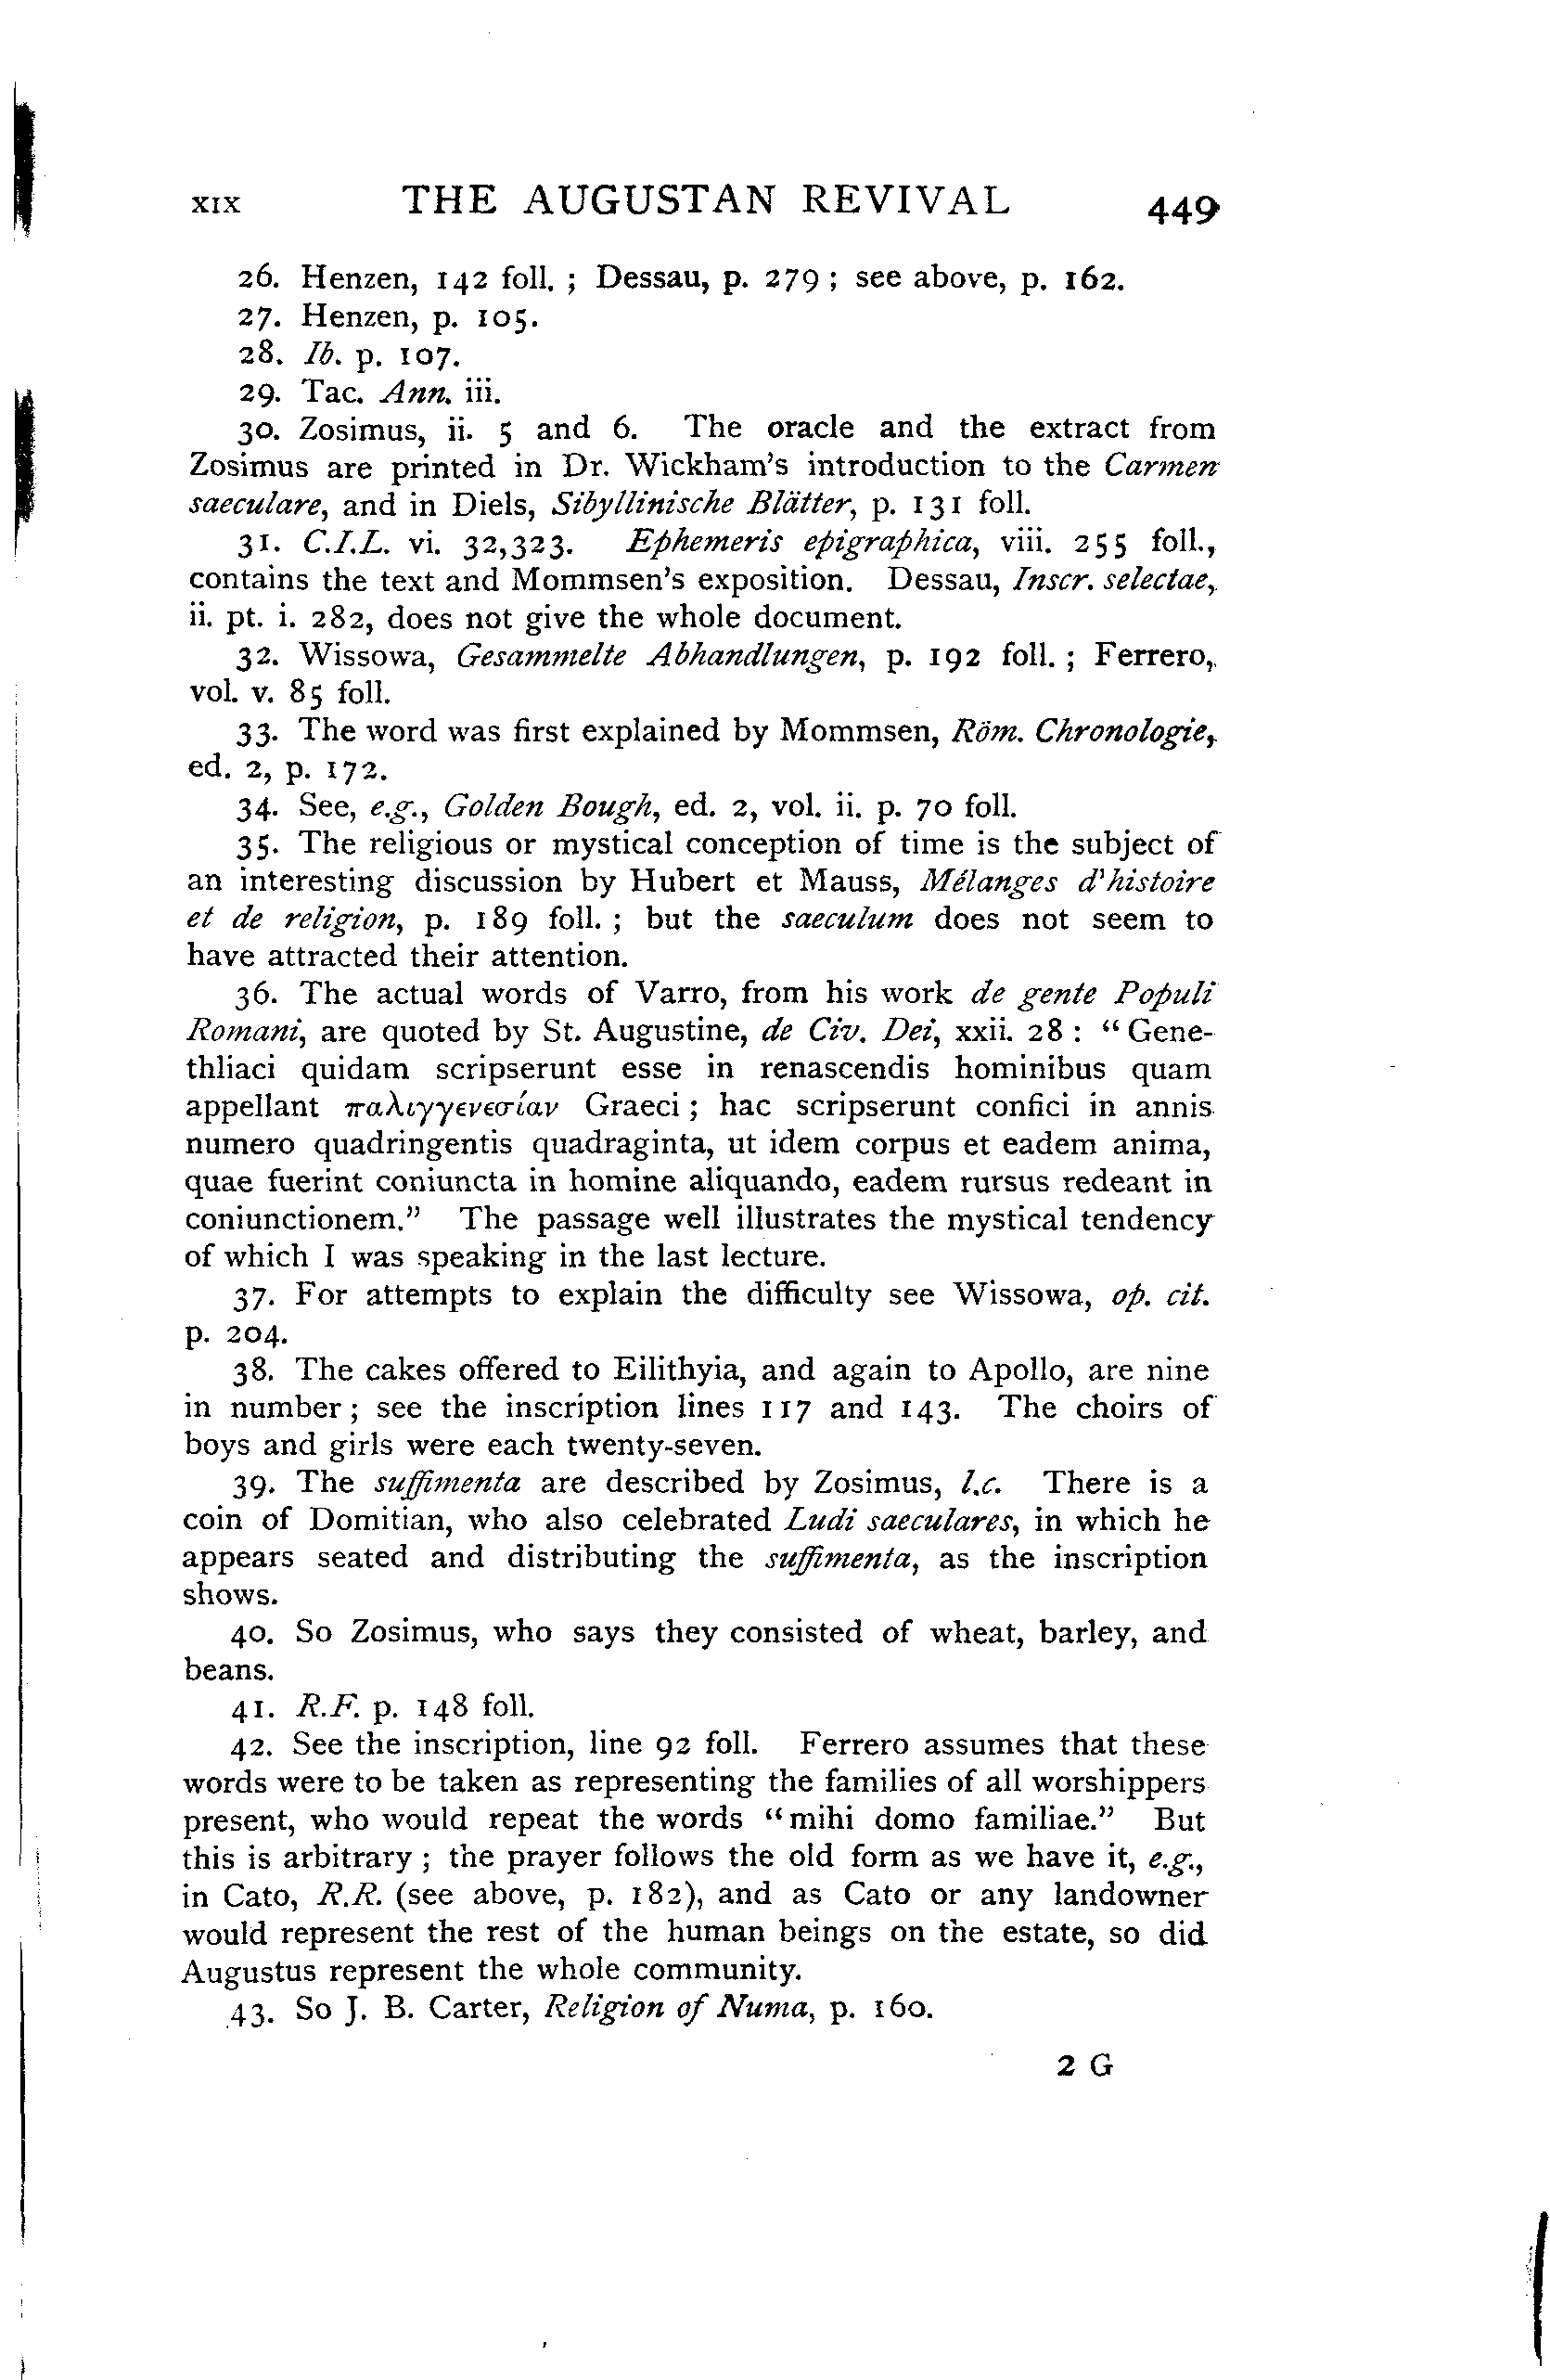 xix THE AUGUSTAN REVIVAL 449
26. Henzen, 142 foll. ; Dessau, p. 279 ; see above, p. 162.
27. Henzen, p. 105.
28. Ib. p. 107.
29. Tac. Ann. iii.
30. Zosimus, ii. 5 and 6. The oracle and the extract from
Zosimus are printed in Dr. Wickham's introduction to the Carmen
saeculare, and in Diels, Sibyllinische Blätter, p. 131 foll.
31. C.I.L. vi. 32,323. Ephemeris epigraphica, viii. 255 foll.,
contains the text and Mommsen's exposition. Dessau, Inscr. selectae,
ii. pt. i. 282, does not give the whole document.
32. Wissowa, Gesammelte Abhandlungen, p. 192 foll. ; Ferrero,
vol. v. 85 foll.
33. The word was first explained by Mommsen, Röm. Chronologie,
ed. 2, p. 172.
34. See, e.g., Golden Bough, ed. 2, vol. ii. p. 70 foll.
35. The religious or mystical conception of time is the subject of
an interesting discussion by Hubert et Mauss, Mélanges d'histoire
et de religion, p. 189 foll. ; but the saeculum does not seem to
have attracted their attention.
36. The actual words of Varro, from his work de gente Populi
Romani, are quoted by St. Augustine, de Civ. Dei, xxii. 28 : "Gene-
thliaci quidam scripserunt esse in renascendis hominibus quam
appellant παλιγγενεσίαν Graeci ; hac scripserunt confici in annis
numero quadringentis quadraginta, ut idem corpus et eadem anima,
quae fuerint coniuncta in homine aliquando, eadem rursus redeant in
coniunctionem." The passage well illustrates the mystical tendency
of which I was speaking in the last lecture.
37. For attempts to explain the difficulty see Wissowa, op. cit.
p. 204.
38. The cakes offered to Eilithyia, and again to Apollo, are nine
in number ; see the inscription lines 117 and 143. The choirs of
boys and girls were each twenty-seven.
39. The suffimenta are described by Zosimus, l.c. There is a
coin of Domitian, who also celebrated Ludi saeculares, in which he
appears seated and distributing the suffimenta, as the inscription
shows.
40. So Zosimus, who says they consisted of wheat, barley, and
beans.
41. R.F. p. 148 foll.
42. See the inscription, line 92 foll. Ferrero assumes that these
words were to be taken as representing the families of all worshippers
present, who would repeat the words "mihi domo familiae." But
this is arbitrary ; the prayer follows the old form as we have it, e.g.,
in Cato, R.R. (see above, p. 182), and as Cato or any landowner
would represent the rest of the human beings on the estate, so did
Augustus represent the whole community.
43. So J. B. Carter, Religion of Numa, p. 160.
2 G